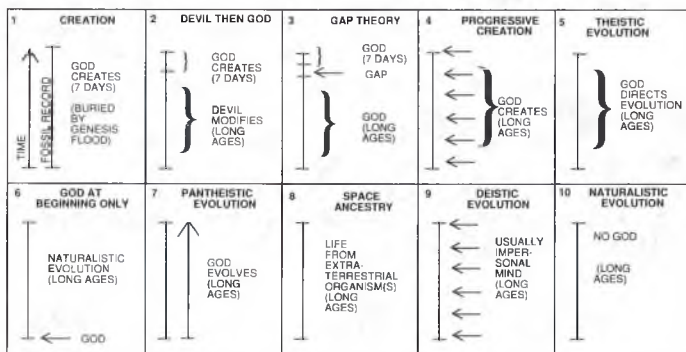 1 CREATION
TIME
FOSSIL RECORD
GOD
CREATES
(7 DAYS)
(BURIED
BY
GENESIS
FLOOD)
2 DEVIL THEN GOD
GOD
CREATES
(7 DAYS)
DEVIL
MODIFIES
(LONG
AGES)
3 GAP THEORY
GOD
(7 DAYS)
GAP
GOD
(LONG
AGES)
4 PROGRESSIVE
CREATION
GOD
CREATES
(LONG
AGES)
5 THEISTIC
EVOLUTION
GOD
DIRECTS
EVOLUTION
(LONG
AGES)
6 GOD AT
BEGINNING ONLY
NATURALISTIC
EVOLUTION
(LONG AGES)
GOD
7 PANTHEISTIC
EVOLUTION
GOD
EVOLVES
(LONG
AGES)
8 SPACE
ANCESTRY
LIFE
FROM
EXTRA-
TERRESTRIAL
ORGANISM(S)
(LONG
AGES)
9 DEISTIC
EVOLUTION
USUALLY
IMPER-
SONAL
MIND
(LONG
AGES)
10 NATURALISTIC
EVOLUTION
NO GOD
(LONG
AGES)